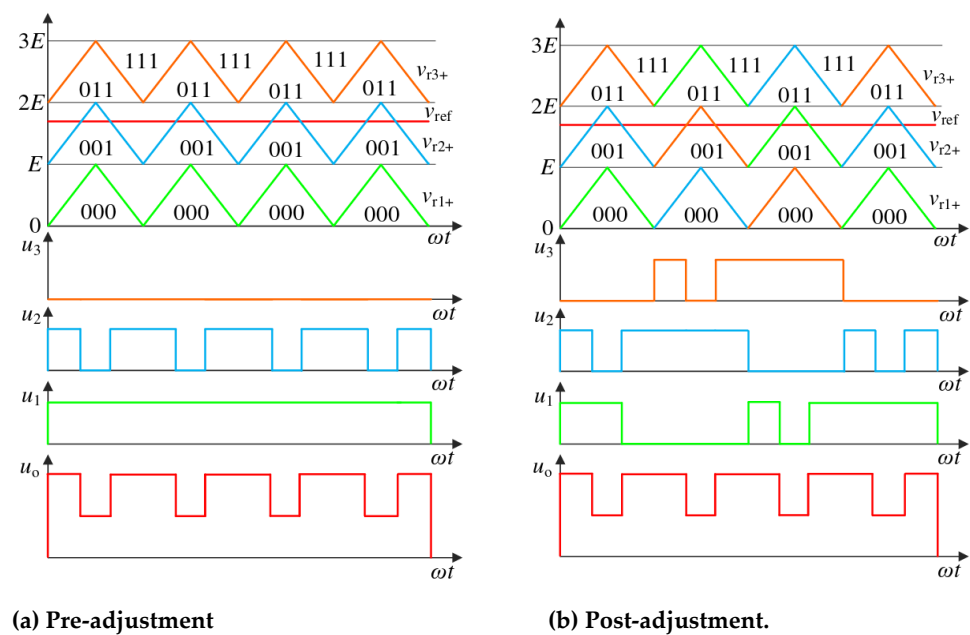 3E
111 111 111
v_r3+
011 011 011 011
2E
v_ref
v_r2+
001 001 001 001
E
v_r1+
000 000 000 000
0
ωt
u_3
ωt
u_2
ωt
u_1
ωt
u_o
ωt
(a) Pre-adjustment
3E
111 111 111
v_r3+
011 011 011 011
2E
v_ref
v_r2+
001 001 001 001
E
v_r1+
000 000 000 000
0
ωt
u_3
ωt
u_2
ωt
u_1
ωt
u_o
ωt
(b) Post-adjustment.